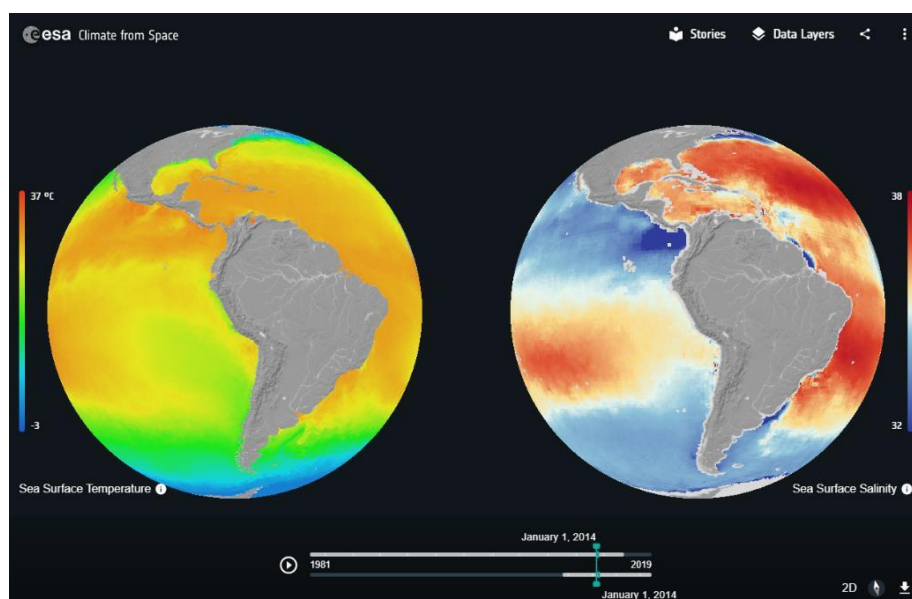 esa Climate from Space
Stories
Data Layers
37 ºC
-3
38
32
Sea Surface Temperature i
Sea Surface Salinity i
January 1, 2014
1981
2019
January 1, 2014
2D